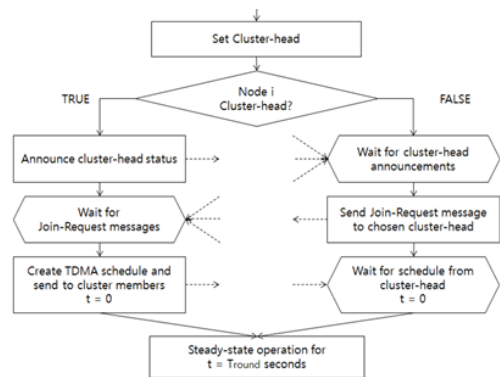 Set Cluster-head
Node i
Cluster-head?
TRUE
FALSE
Announce cluster-head status
Wait for cluster-head
announcements
Wait for
Join-Request messages
Send Join-Request message
to chosen cluster-head
Create TDMA schedule and
send to cluster members
t = 0
Wait for schedule from
cluster-head
t = 0
Steady-state operation for
t = Tround seconds